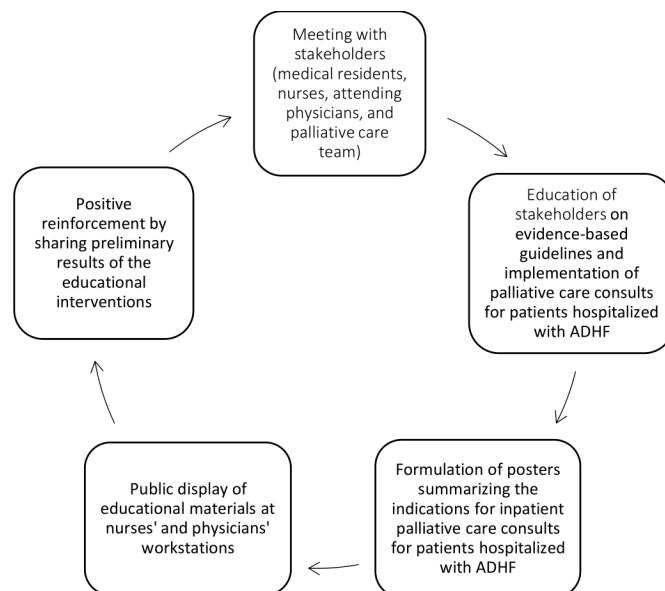 Meeting with
stakeholders
(medical residents,
nurses, attending
physicians, and
palliative care
team)
Education of
stakeholders on
evidence-based
guidelines and
implementation of
palliative care consults
for patients hospitalized
with ADHF
Formulation of posters
summarizing the
indications for inpatient
palliative care consults
for patients hospitalized
with ADHF
Public display of
educational materials at
nurses' and physicians'
workstations
Positive
reinforcement by
sharing preliminary
results of the
educational
interventions